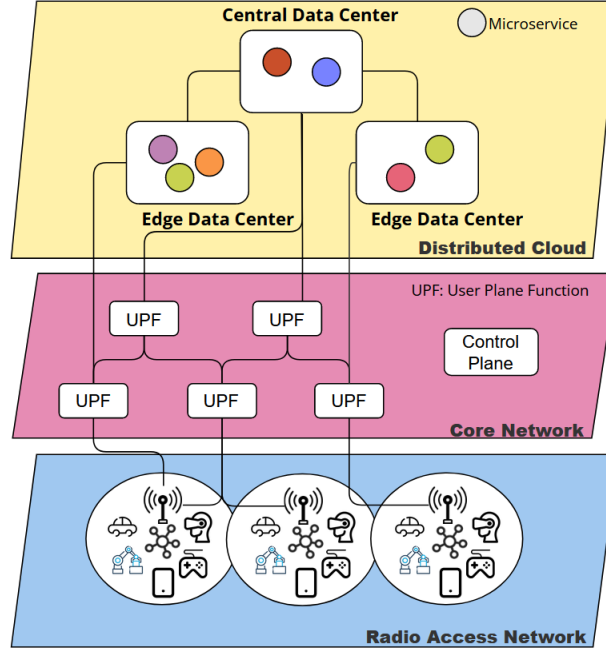 Central Data Center
Microservice
Edge Data Center
Edge Data Center
Distributed Cloud
UPF: User Plane Function
UPF
UPF
Control
Plane
UPF
UPF
UPF
Core Network
Radio Access Network